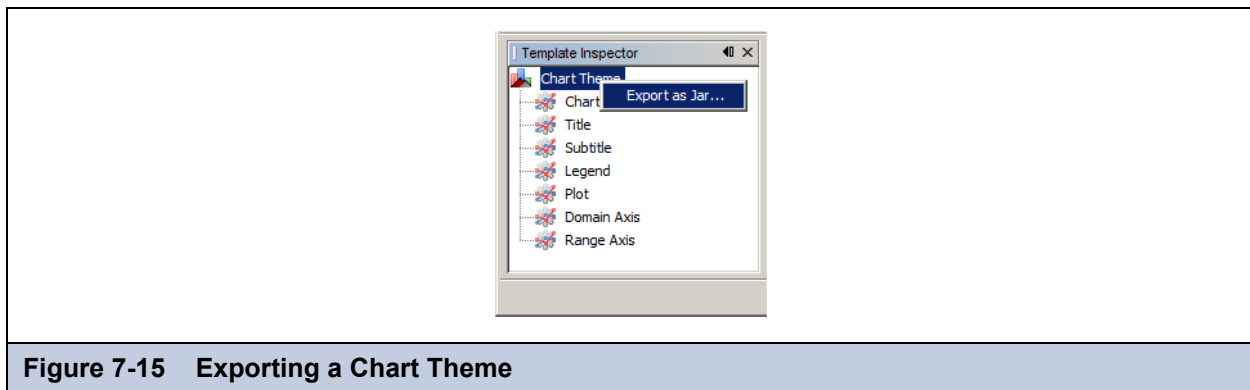 Template Inspector
Chart Theme
Export as Jar...
Chart
Title
Subtitle
Legend
Plot
Domain Axis
Range Axis
Figure 7-15 Exporting a Chart Theme